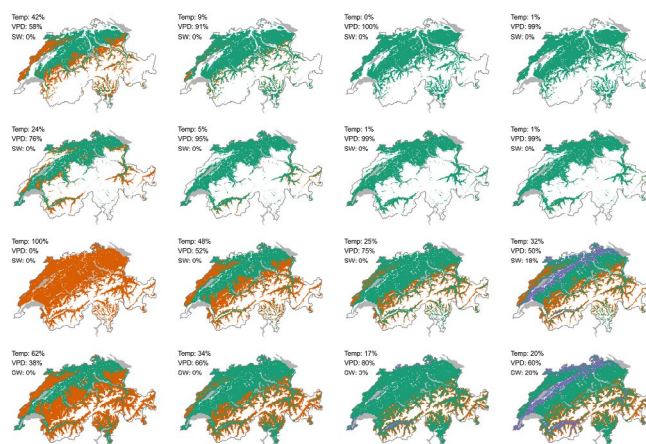 Temp: 42%
VPD: 58%
SW: 0%
Temp: 9%
VPD: 91%
SW: 0%
Temp: 0%
VPD: 100%
SW: 0%
Temp: 1%
VPD: 99%
SW: 0%
Temp: 24%
VPD: 76%
SW: 0%
Temp: 5%
VPD: 95%
SW: 0%
Temp: 1%
VPD: 99%
SW: 0%
Temp: 1%
VPD: 99%
SW: 0%
Temp: 100%
VPD: 0%
SW: 0%
Temp: 48%
VPD: 52%
SW: 0%
Temp: 25%
VPD: 75%
SW: 0%
Temp: 32%
VPD: 50%
SW: 18%
Temp: 62%
VPD: 38%
SW: 0%
Temp: 34%
VPD: 66%
SW: 0%
Temp: 17%
VPD: 80%
SW: 3%
Temp: 20%
VPD: 60%
SW: 20%